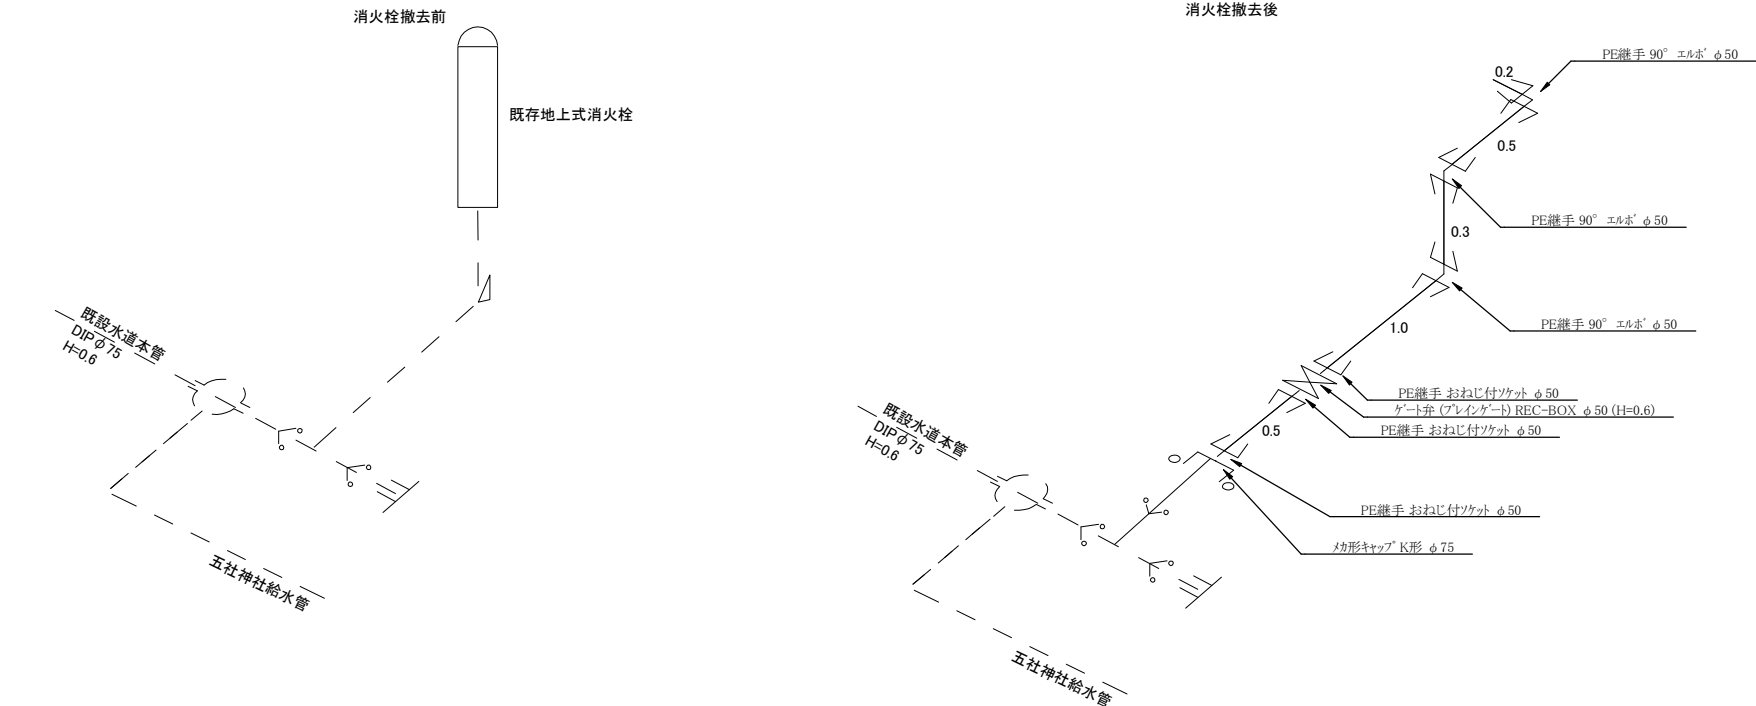 消火栓撤去前
既存地上式消火栓
既設水道本管
DIPφ75
H=0.6
五社神社給水管
消火栓撤去後
PE継手 90° エルボ φ50
0.2
0.5
PE継手 90° エルボ φ50
0.3
PE継手 90° エルボ φ50
1.0
PE継手 おねじ付ソケット φ50
ゲート弁 (プレインゲート) REC-BOX φ50 (H=0.6)
PE継手 おねじ付ソケット φ50
0.5
既設水道本管
DIPφ75
H=0.6
PE継手 おねじ付ソケット φ50
メカ形キャップ K形 φ75
五社神社給水管